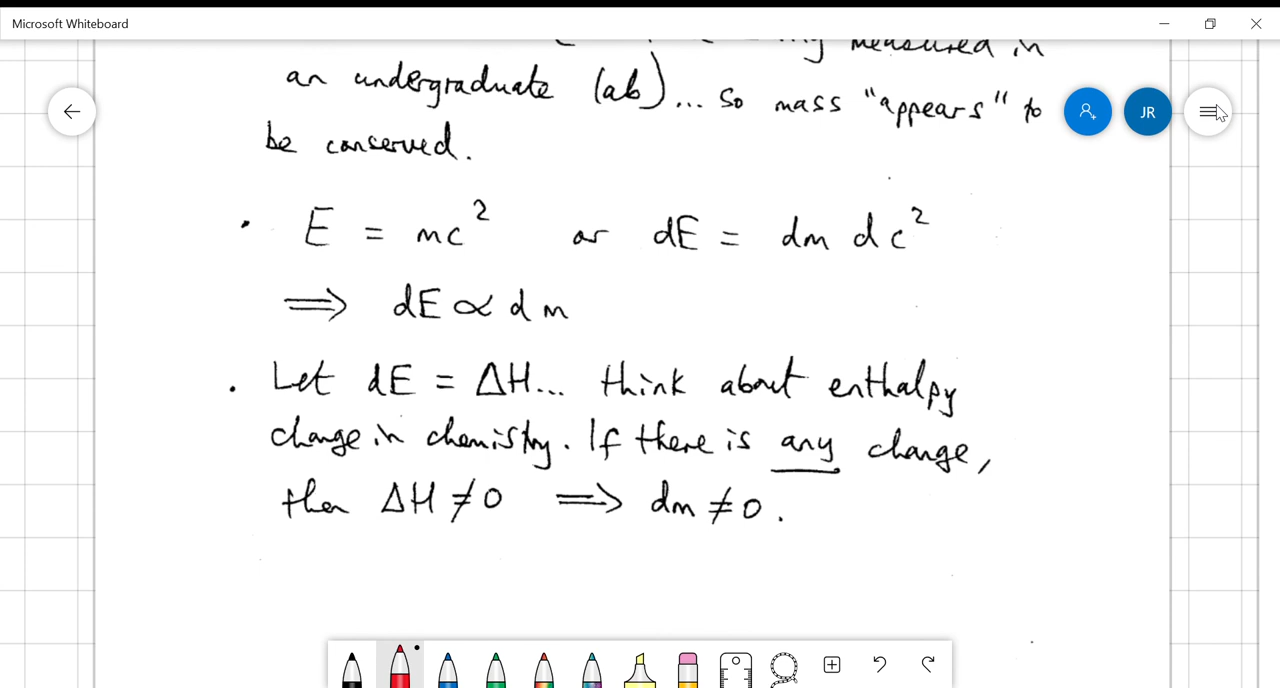 Microsoft Whiteboard
measured in
an undergraduate lab)... So mass "appears" to
be conserved.
JR
· E = mc² or dE = dm dc²
⟹ dE ∝ dm
. Let dE = ΔH... think about enthalpy
change in chemistry. If there is any change,
then ΔH ≠ 0 ⟹ dm ≠ 0.